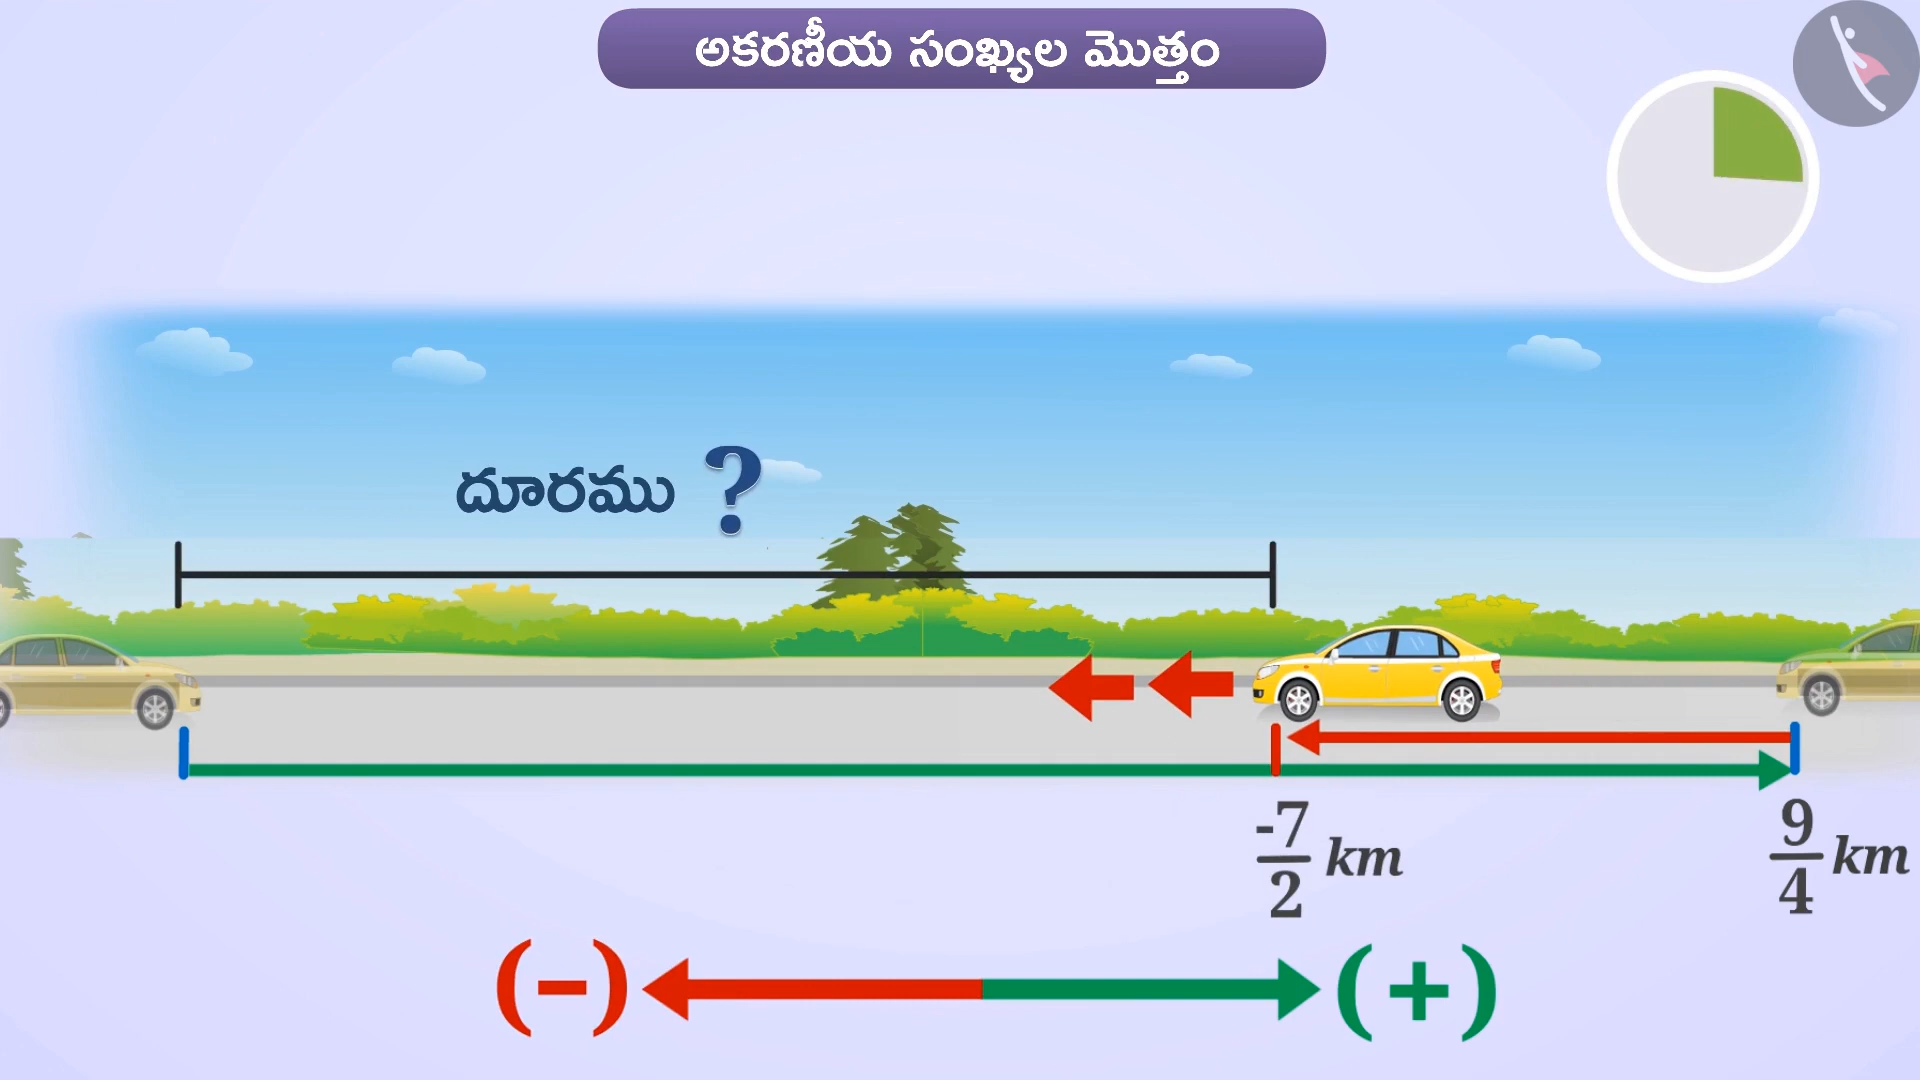 అకరణీయ సంఖ్యల మొత్తం
దూరము ?
-7/2 km
9/4 km
(−) (+)